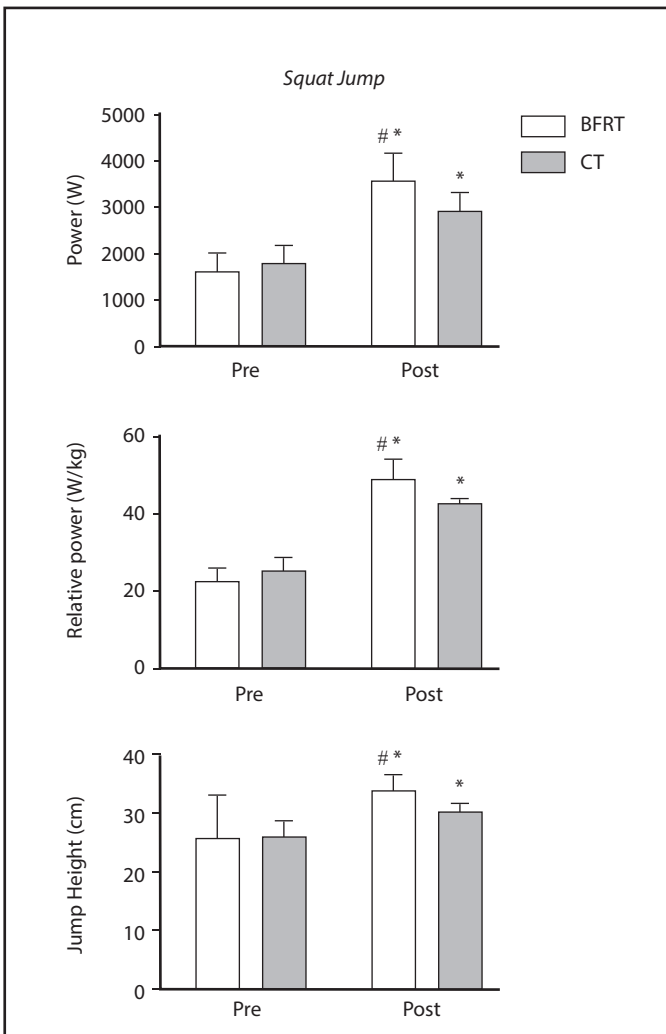 Squat Jump
Power (W)
5000
4000
3000
2000
1000
0
# *
*
Pre
Post
BFRT
CT
Relative power (W/kg)
60
40
20
0
# *
*
Pre
Post
Jump Height (cm)
40
30
20
10
0
# *
*
Pre
Post